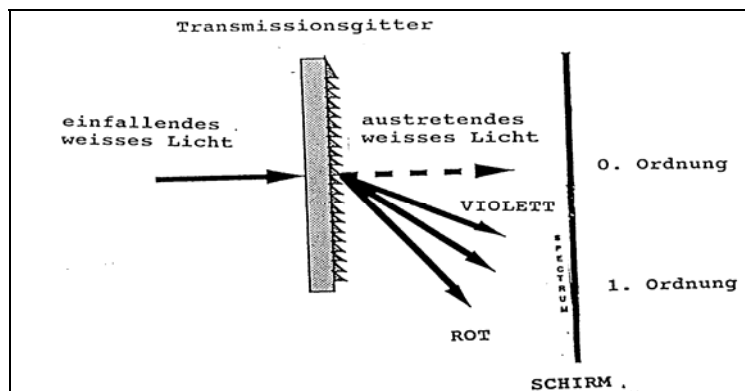 Transmissionsgitter
einfallendes
weisses Licht
austretendes
weisses Licht
0. Ordnung
VIOLETT
SPECTRUM
1. Ordnung
ROT
SCHIRM.